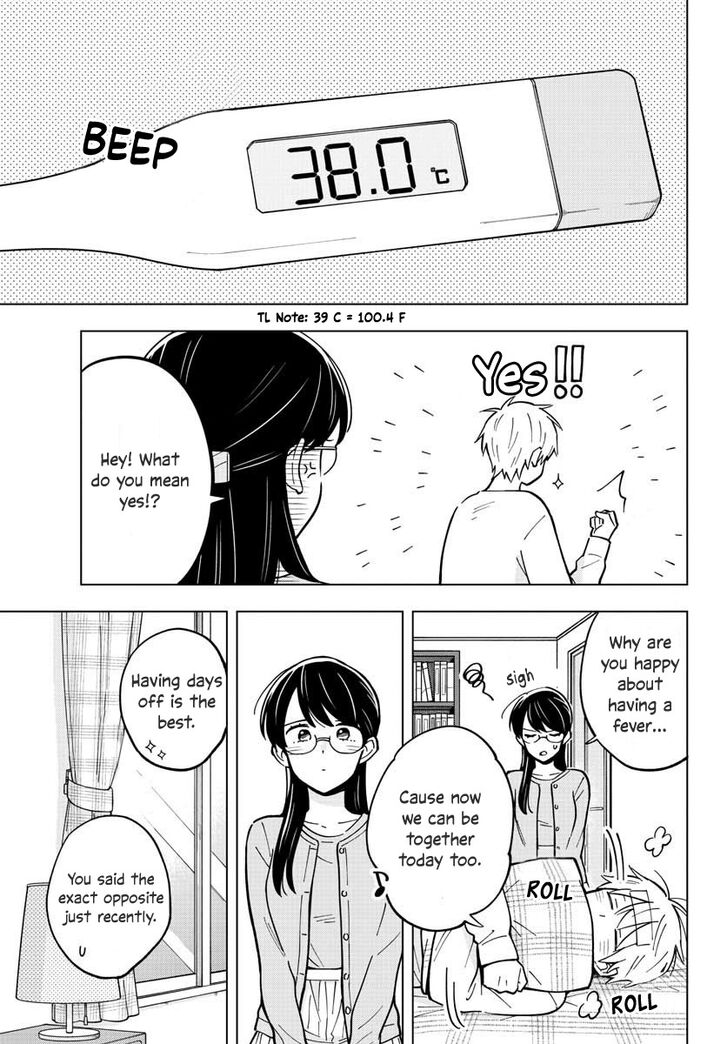 BEEP
38.0 ℃
TL Note: 39 C = 100.4 F
Yes!!
Hey! What
do you mean
yes!?
Why are
you happy
about
having a
fever...
sigh
Cause now
we can be
together
today too.
ROLL
ROLL
Having days
off is the
best.
You said the
exact opposite
just recently.